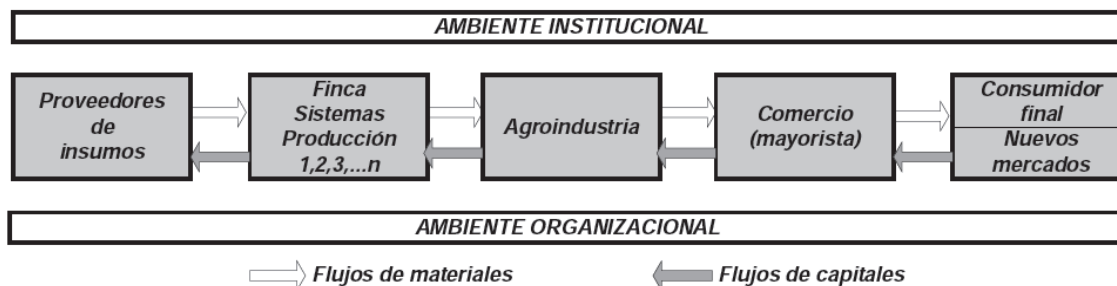 AMBIENTE INSTITUCIONAL
Proveedores
de
insumos
Finca
Sistemas
Producción
1,2,3,...n
Agroindustria
Comercio
(mayorista)
Consumidor
final
Nuevos
mercados
AMBIENTE ORGANIZACIONAL
Flujos de materiales
Flujos de capitales